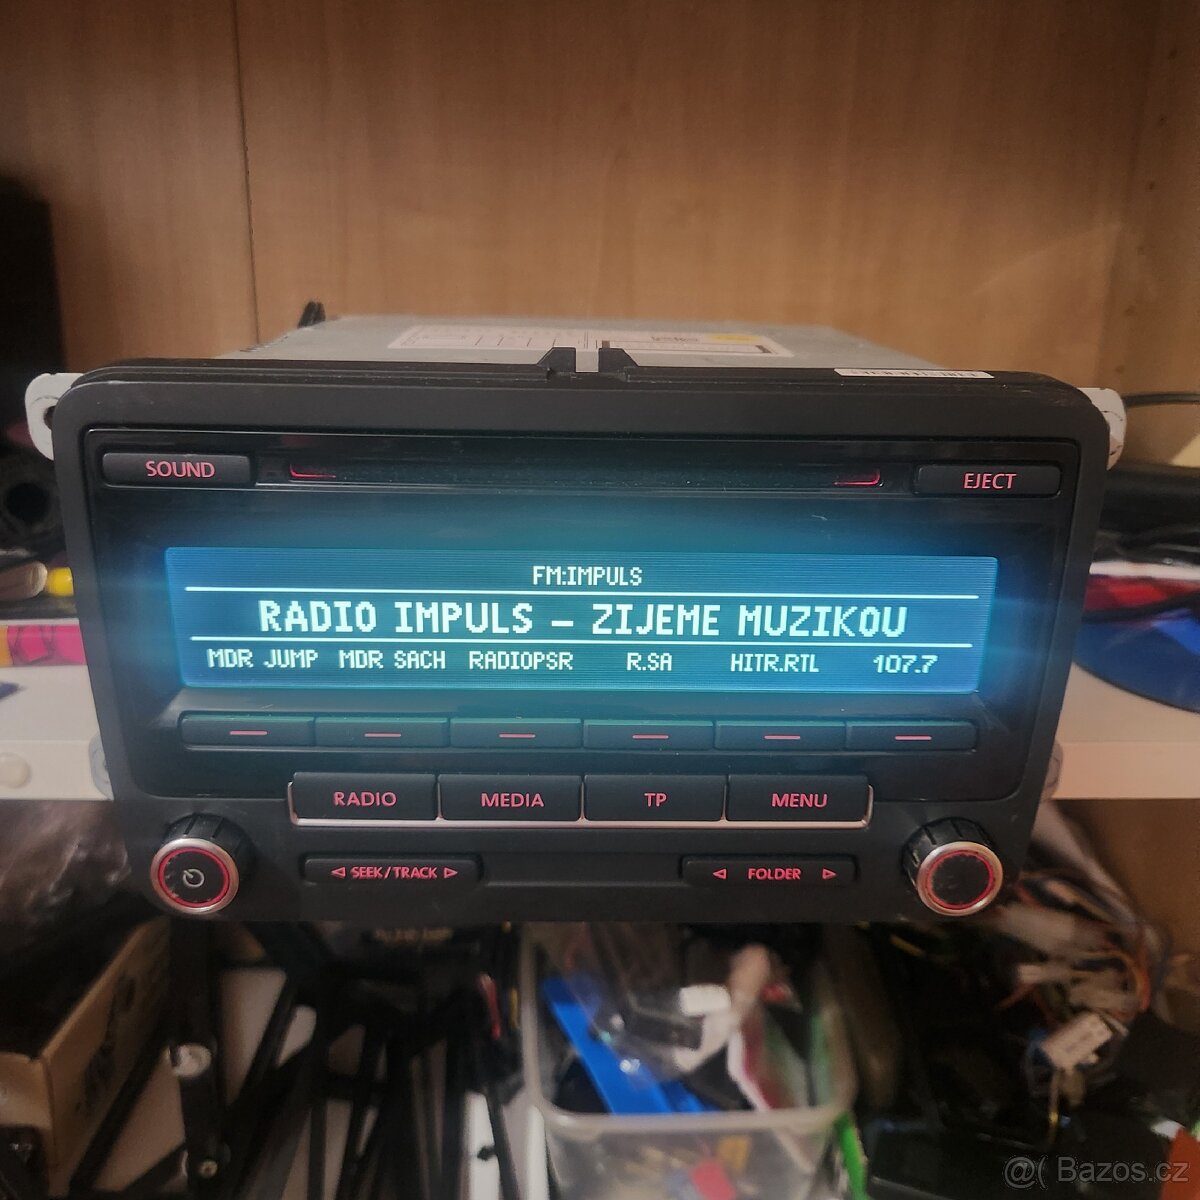 SOUND
EJECT
FM:IMPULS
RADIO IMPULS - ZIJEME MUZIKOU
MDR JUMP MDR SACH RADIOPSR R.SA HITR.RTL 107.7
RADIO MEDIA TP MENU
SEEK/TRACK FOLDER
@( Bazos.cz